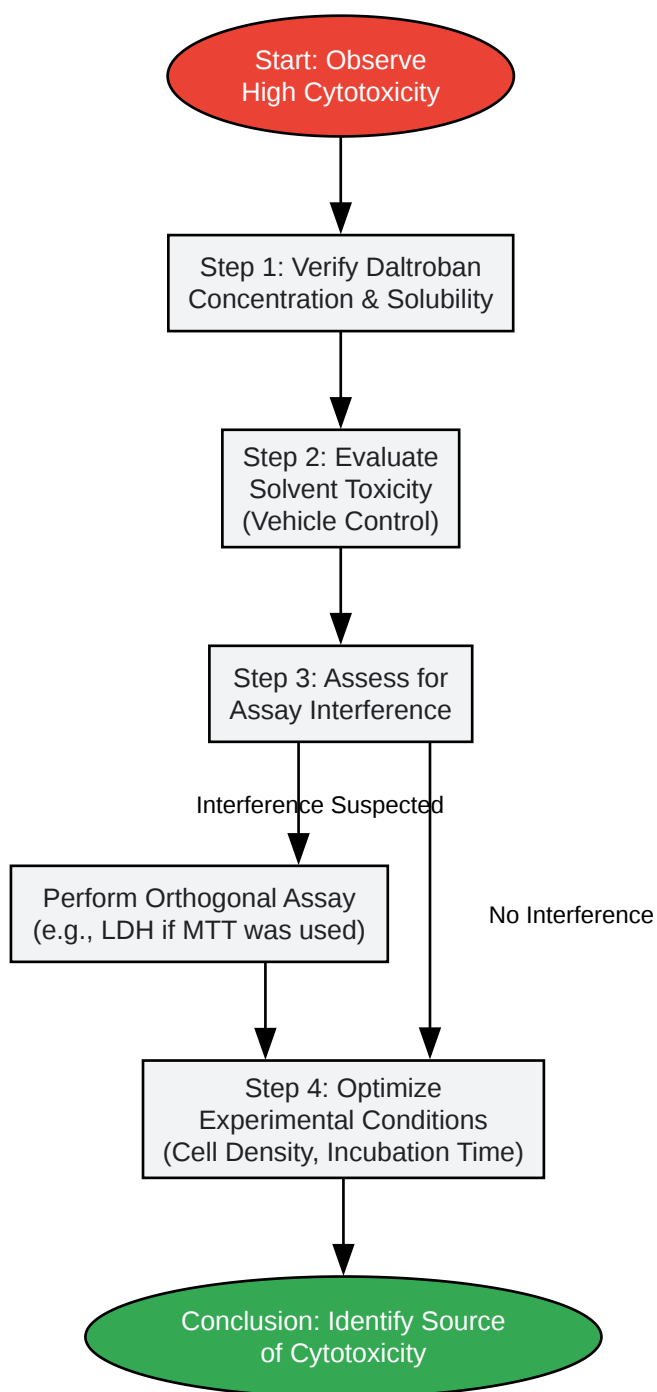 Start: Observe
High Cytotoxicity
Step 1: Verify Daltroban
Concentration & Solubility
Step 2: Evaluate
Solvent Toxicity
(Vehicle Control)
Step 3: Assess for
Assay Interference
Interference Suspected
Perform Orthogonal Assay
(e.g., LDH if MTT was used)
No Interference
Step 4: Optimize
Experimental Conditions
(Cell Density, Incubation Time)
Conclusion: Identify Source
of Cytotoxicity